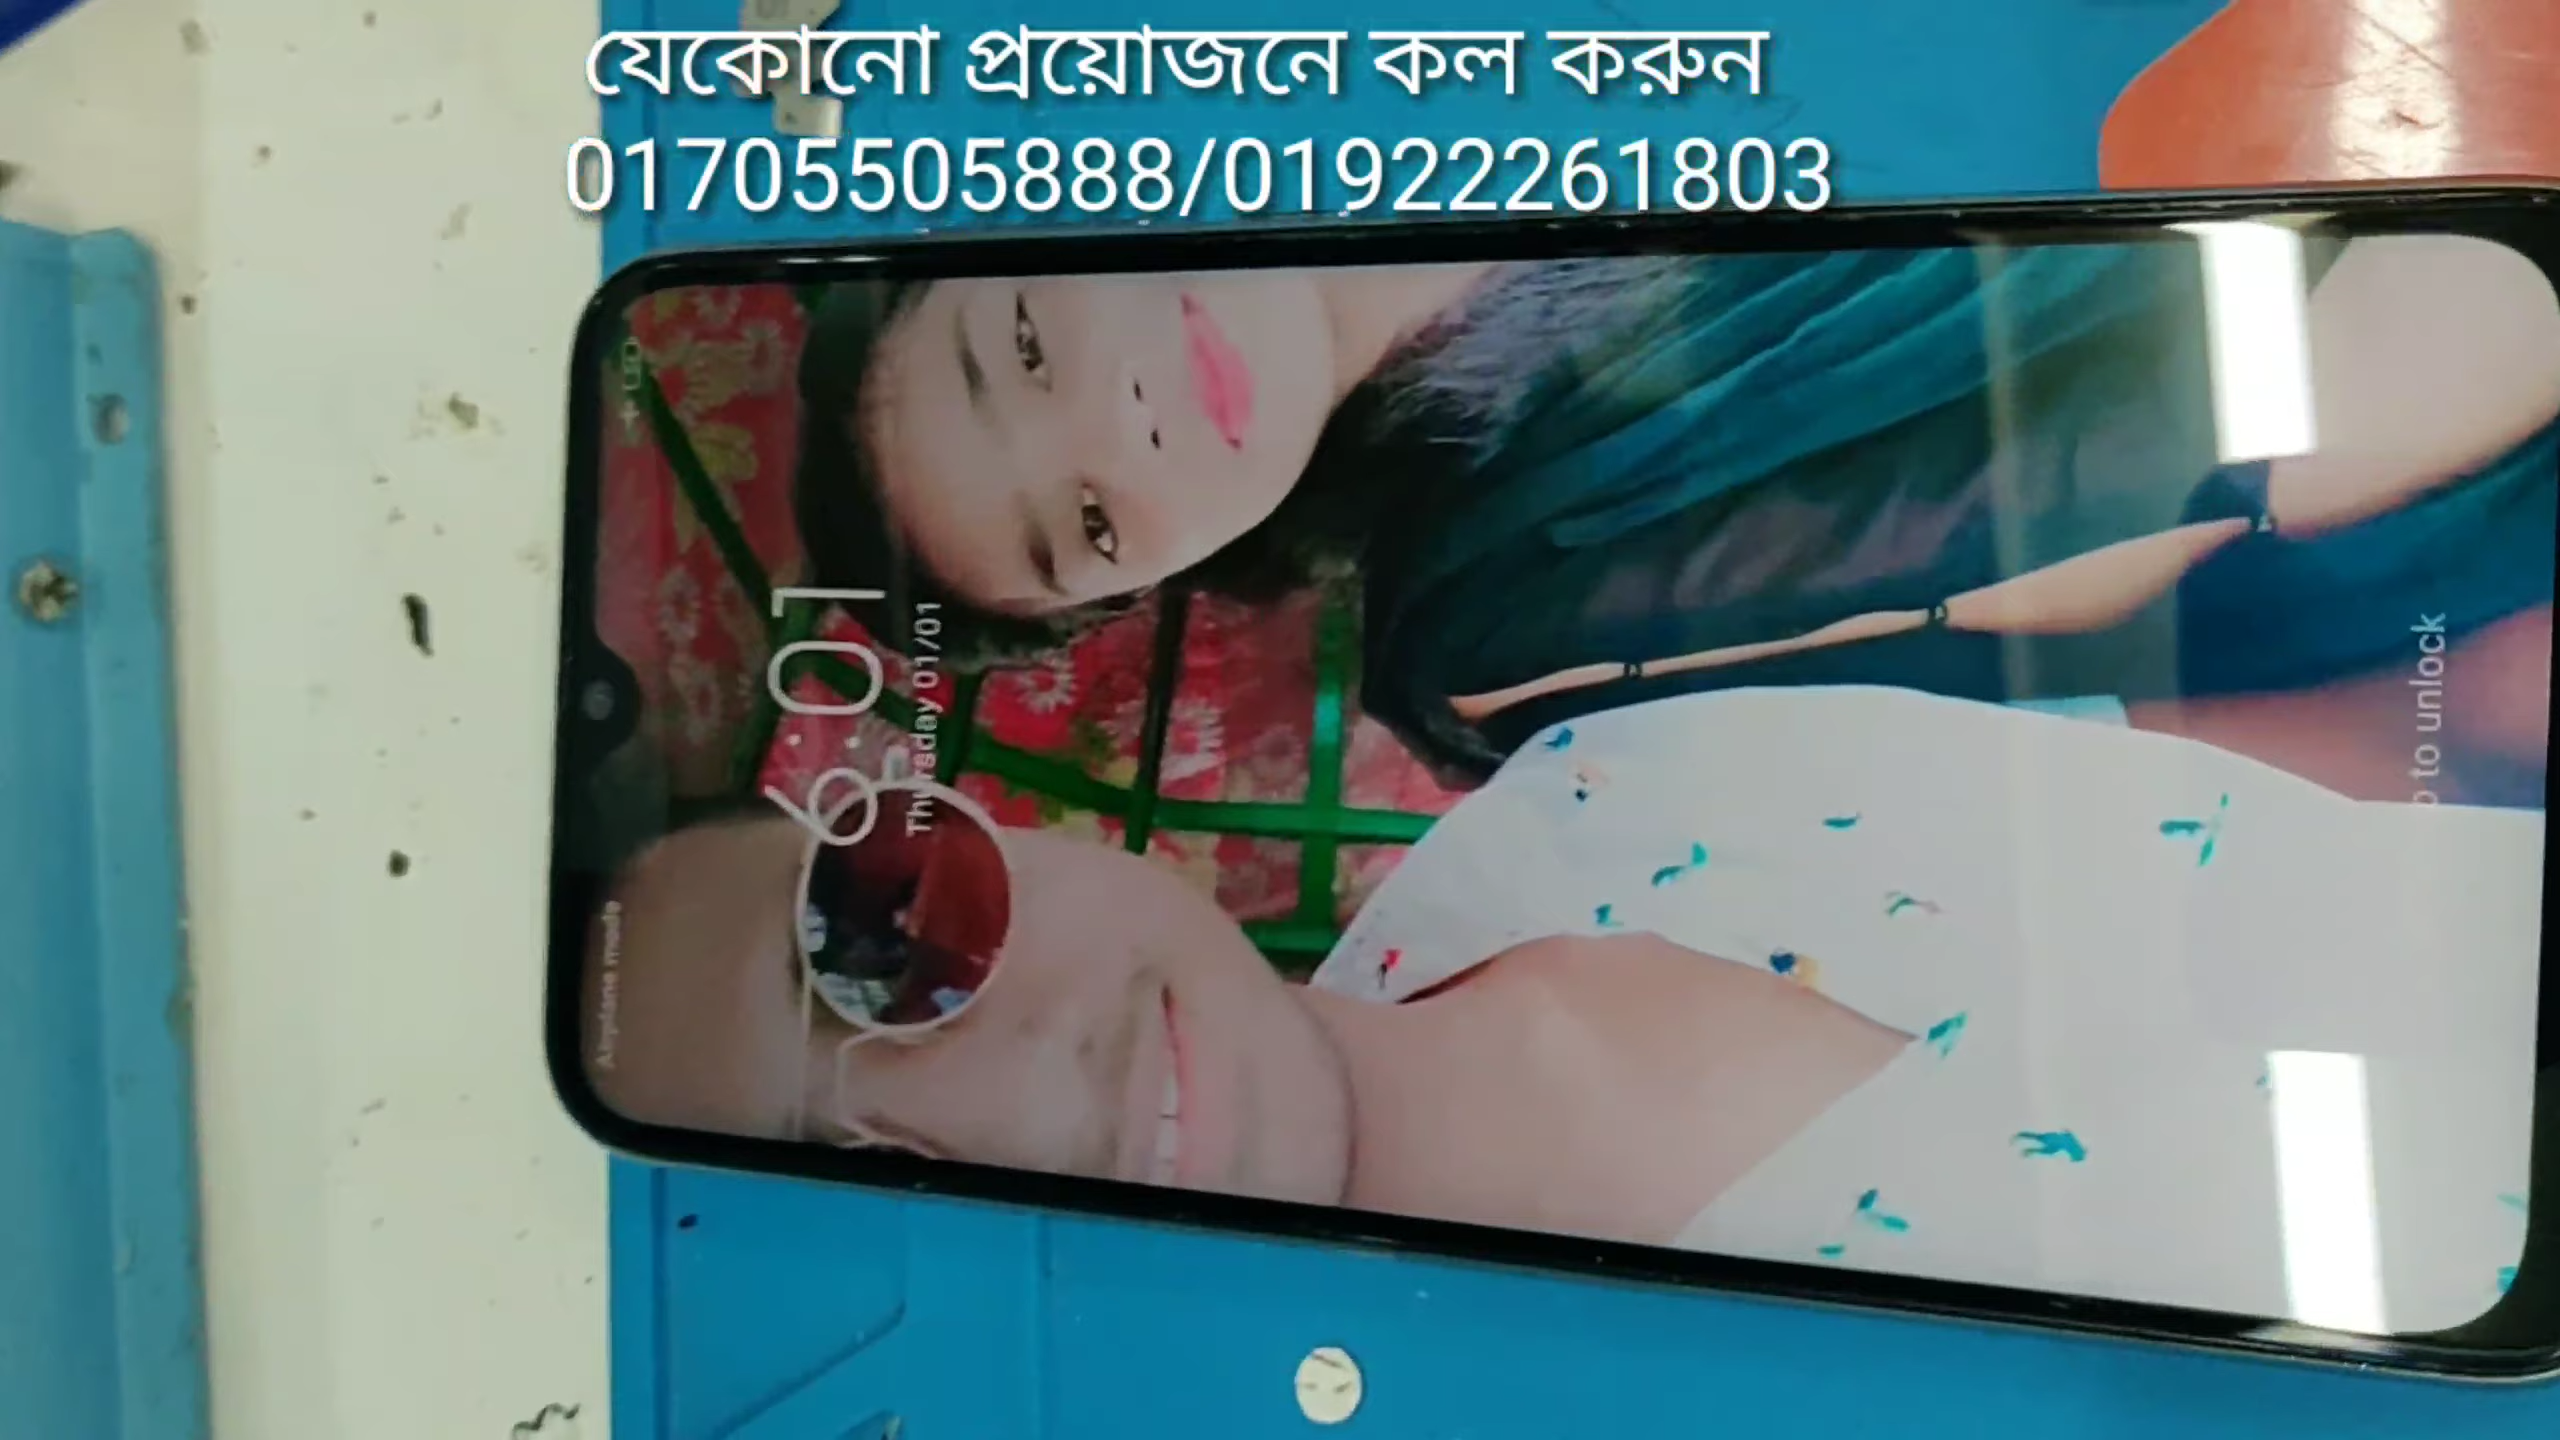 যেকোনো প্রয়োজনে কল করুন
01705505888/01922261803
Airplane mode
6:01
Thursday 01/01
to unlock